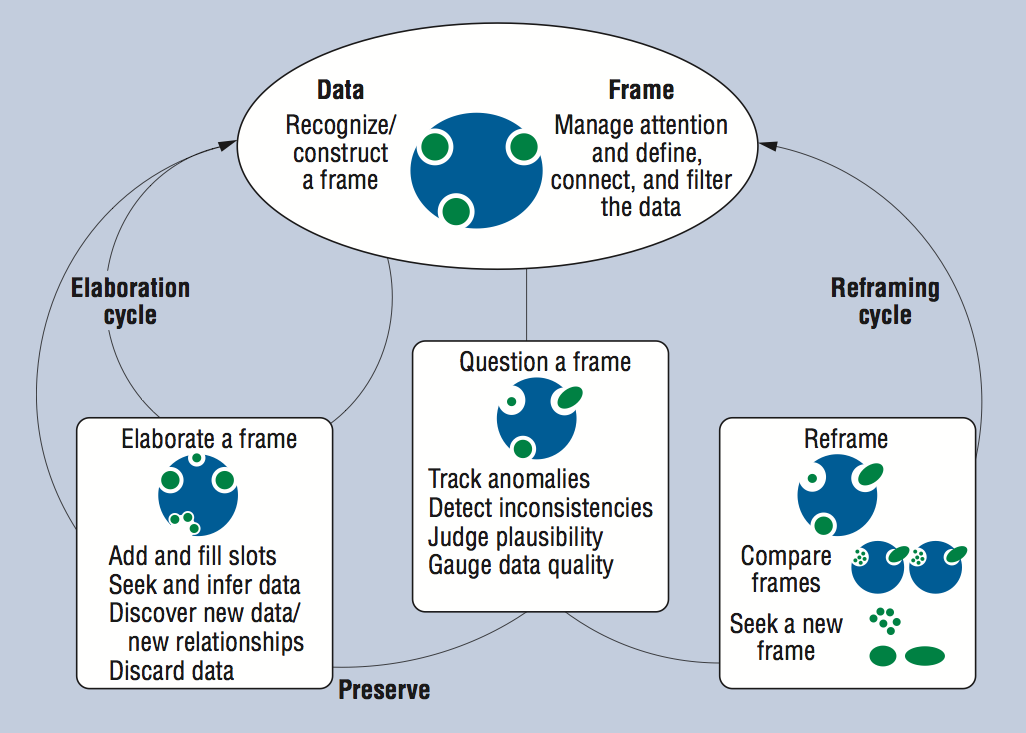 Data
Recognize/
construct
a frame
Frame
Manage attention
and define,
connect, and filter
the data
Elaboration
cycle
Reframing
cycle
Question a frame
Track anomalies
Detect inconsistencies
Judge plausibility
Gauge data quality
Elaborate a frame
Add and fill slots
Seek and infer data
Discover new data/
new relationships
Discard data
Reframe
Compare
frames
Seek a new
frame
Preserve